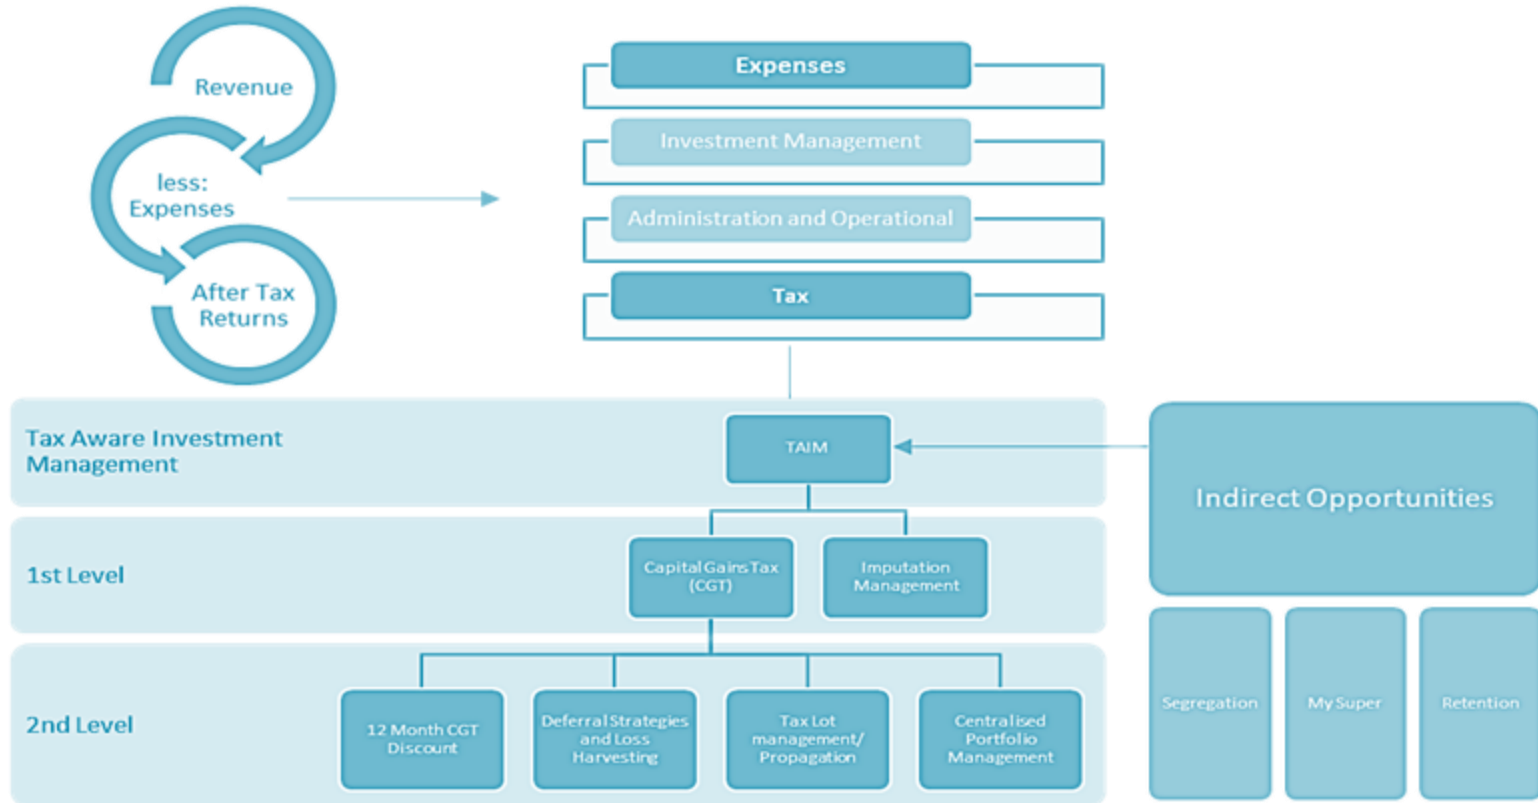 Revenue
less:
Expenses
After Tax
Returns
Expenses
Investment Management
Administration and Operational
Tax
Tax Aware Investment
Management
TAIM
Indirect Opportunities
1st Level
Capital Gains Tax
(CGT)
Imputation
Management
Segregation
My Super
Retention
2nd Level
12 Month CGT
Discount
Deferral Strategies
and Loss
Harvesting
Tax Lot
management/
Propagation
Centralised
Portfolio
Management